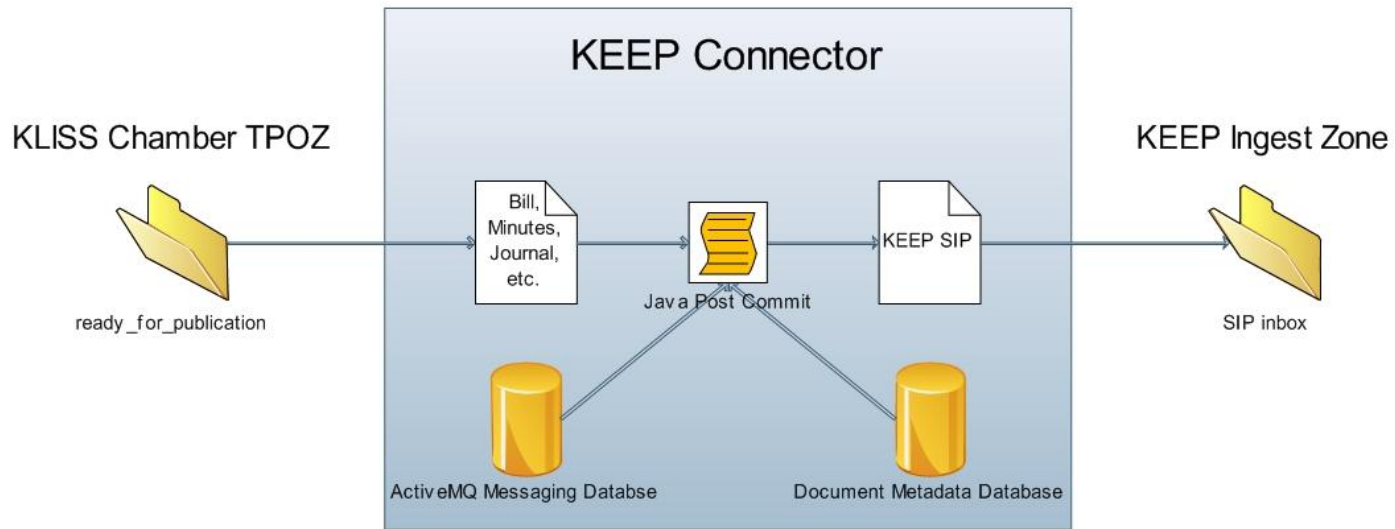 KEEP Connector
KLISS Chamber TPOZ
KEEP Ingest Zone
Bill,
Minutes,
Journal,
etc.
KEEP SIP
Java Post Commit
ready_for_publication
SIP inbox
ActiveMQ Messaging Databse
Document Metadata Database